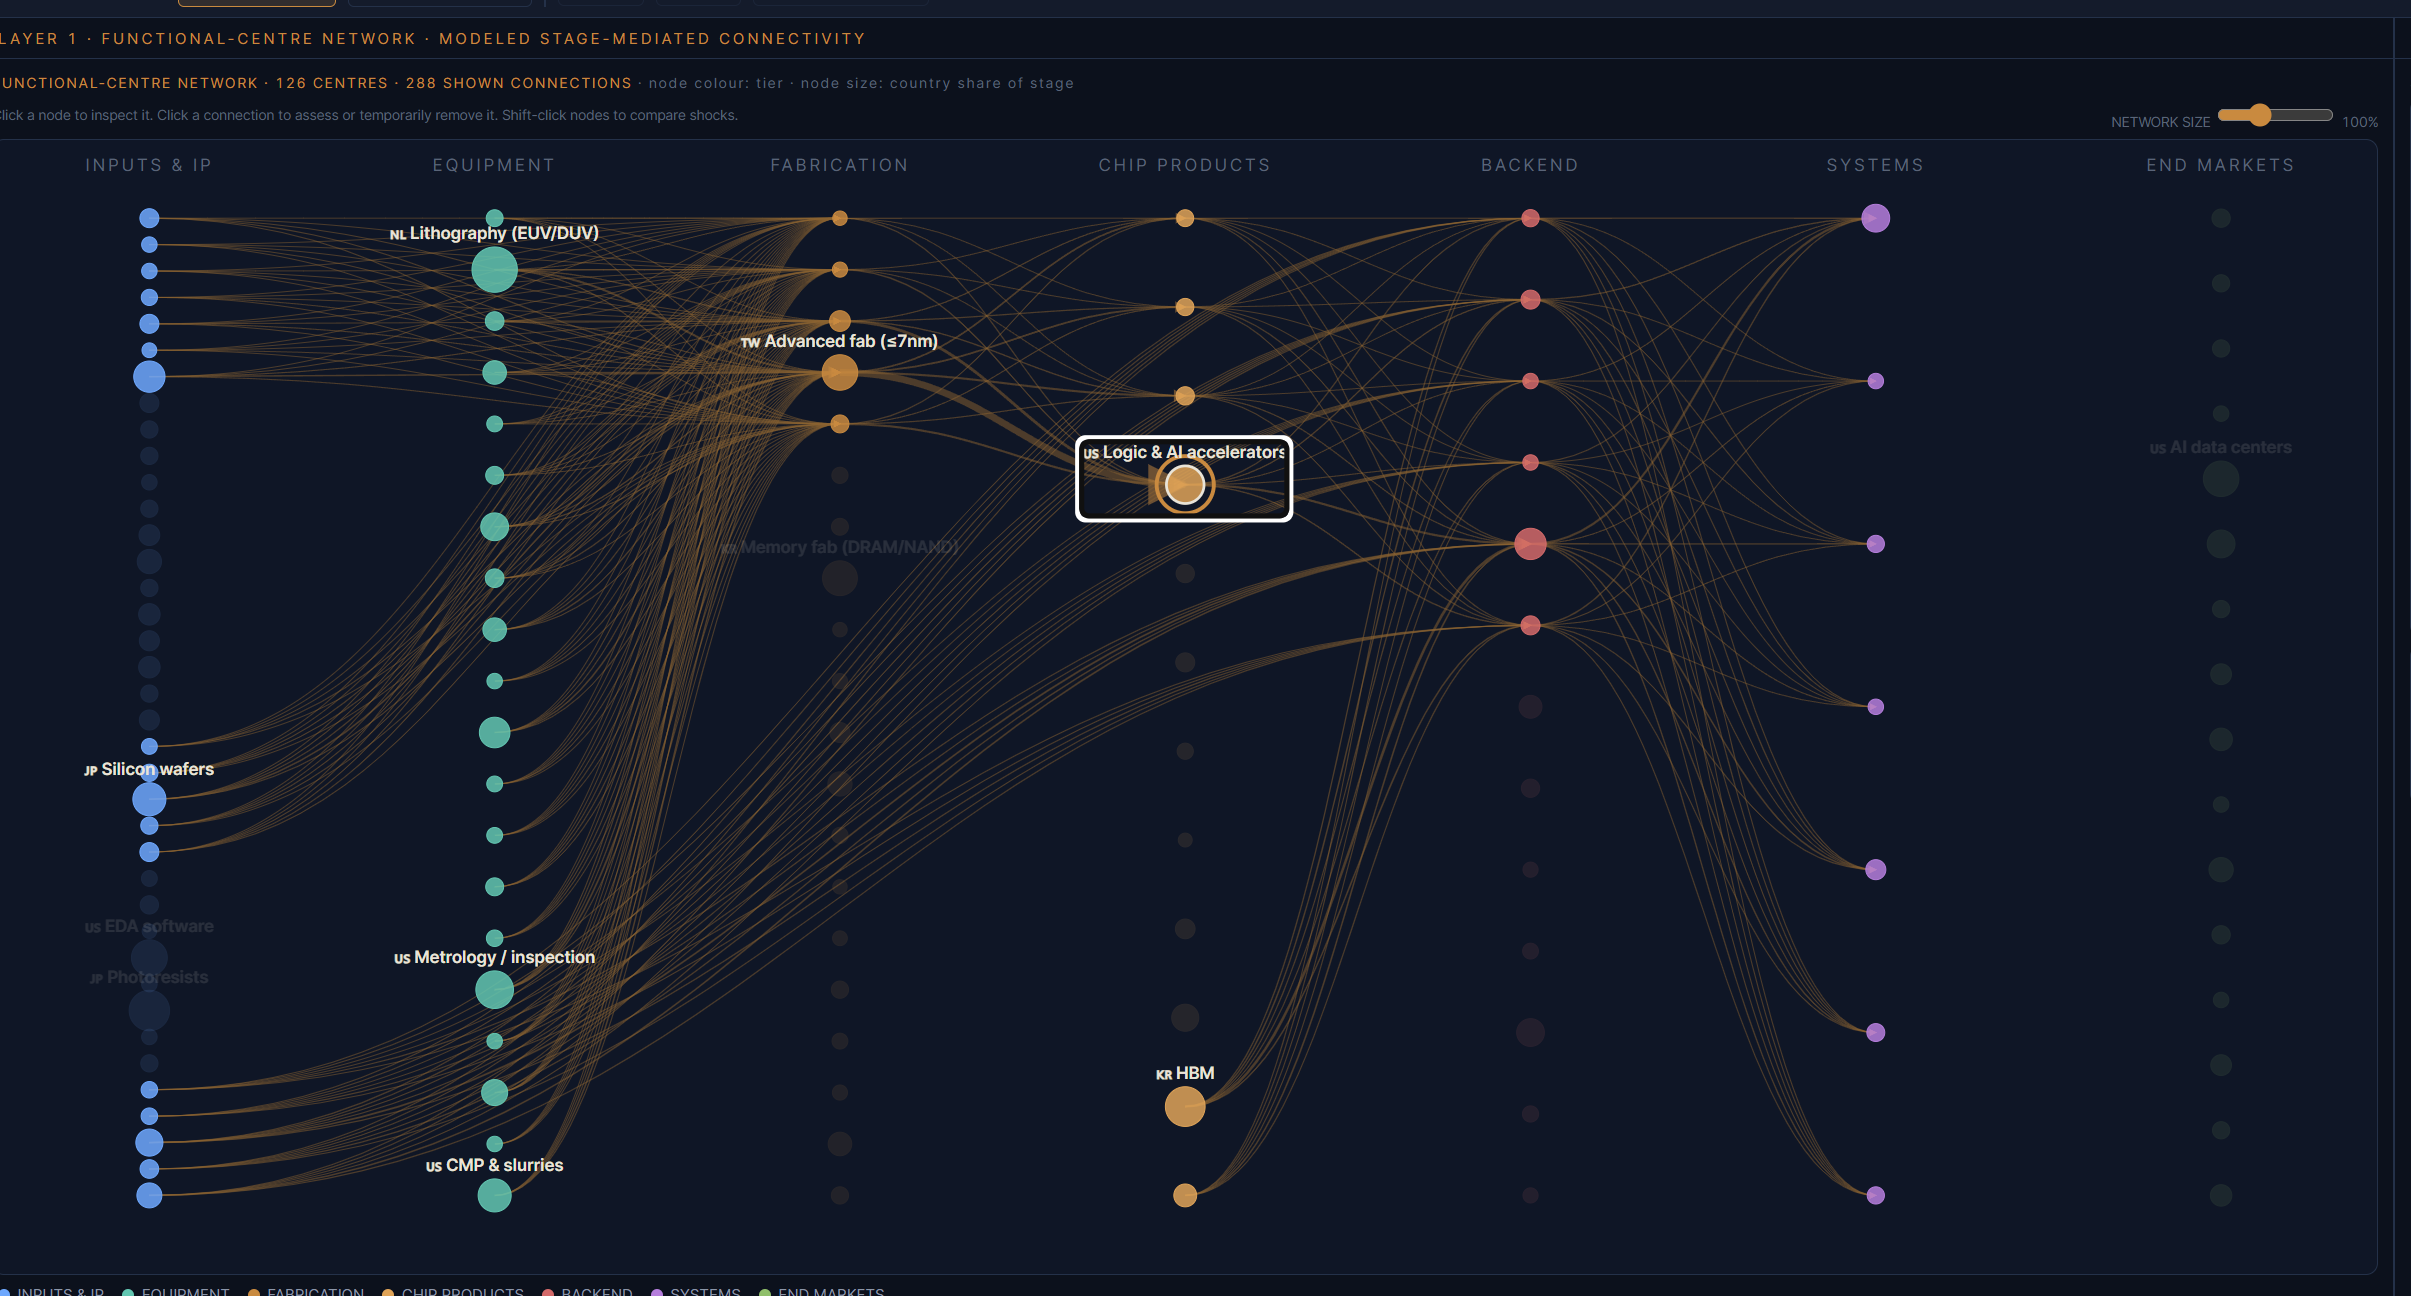 LAYER 1 · FUNCTIONAL-CENTRE NETWORK · MODELED STAGE-MEDIATED CONNECTIVITY
UNCTIONAL-CENTRE NETWORK · 126 CENTRES · 288 SHOWN CONNECTIONS · node colour: tier · node size: country share of stage
Click a node to inspect it. Click a connection to assess or temporarily remove it. Shift-click nodes to compare shocks.
NETWORK SIZE 100%
INPUTS & IP EQUIPMENT FABRICATION CHIP PRODUCTS BACKEND SYSTEMS END MARKETS
NL Lithography (EUV/DUV)
TW Advanced fab (≤7nm)
US Logic & AI accelerators
US AI data centers
KR Memory fab (DRAM/NAND)
JP Silicon wafers
US EDA software
US Metrology / inspection
JP Photoresists
KR HBM
US CMP & slurries
INPUTS & IP EQUIPMENT FABRICATION CHIP PRODUCTS BACKEND SYSTEMS END MARKETS